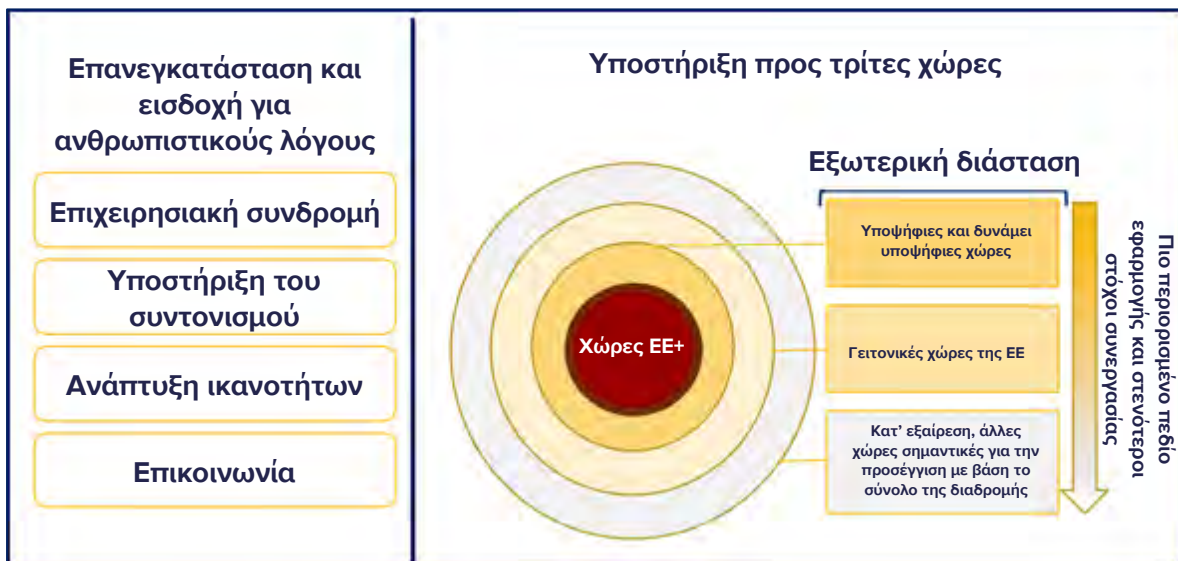 Επανεγκατάσταση και
εισδοχή για
ανθρωπιστικούς λόγους
Επιχειρησιακή συνδρομή
Υποστήριξη του
συντονισμού
Ανάπτυξη ικανοτήτων
Επικοινωνία
Υποστήριξη προς τρίτες χώρες
Εξωτερική διάσταση
Χώρες ΕΕ+
Υποψήφιες και δυνάμει
υποψήφιες χώρες
Γειτονικές χώρες της ΕΕ
Κατ’ εξαίρεση, άλλες
χώρες σημαντικές για την
προσέγγιση με βάση το
σύνολο της διαδρομής
Πιο περιορισμένο πεδίο
εφαρμογής και στενότεροι
στόχοι συνεργασίας